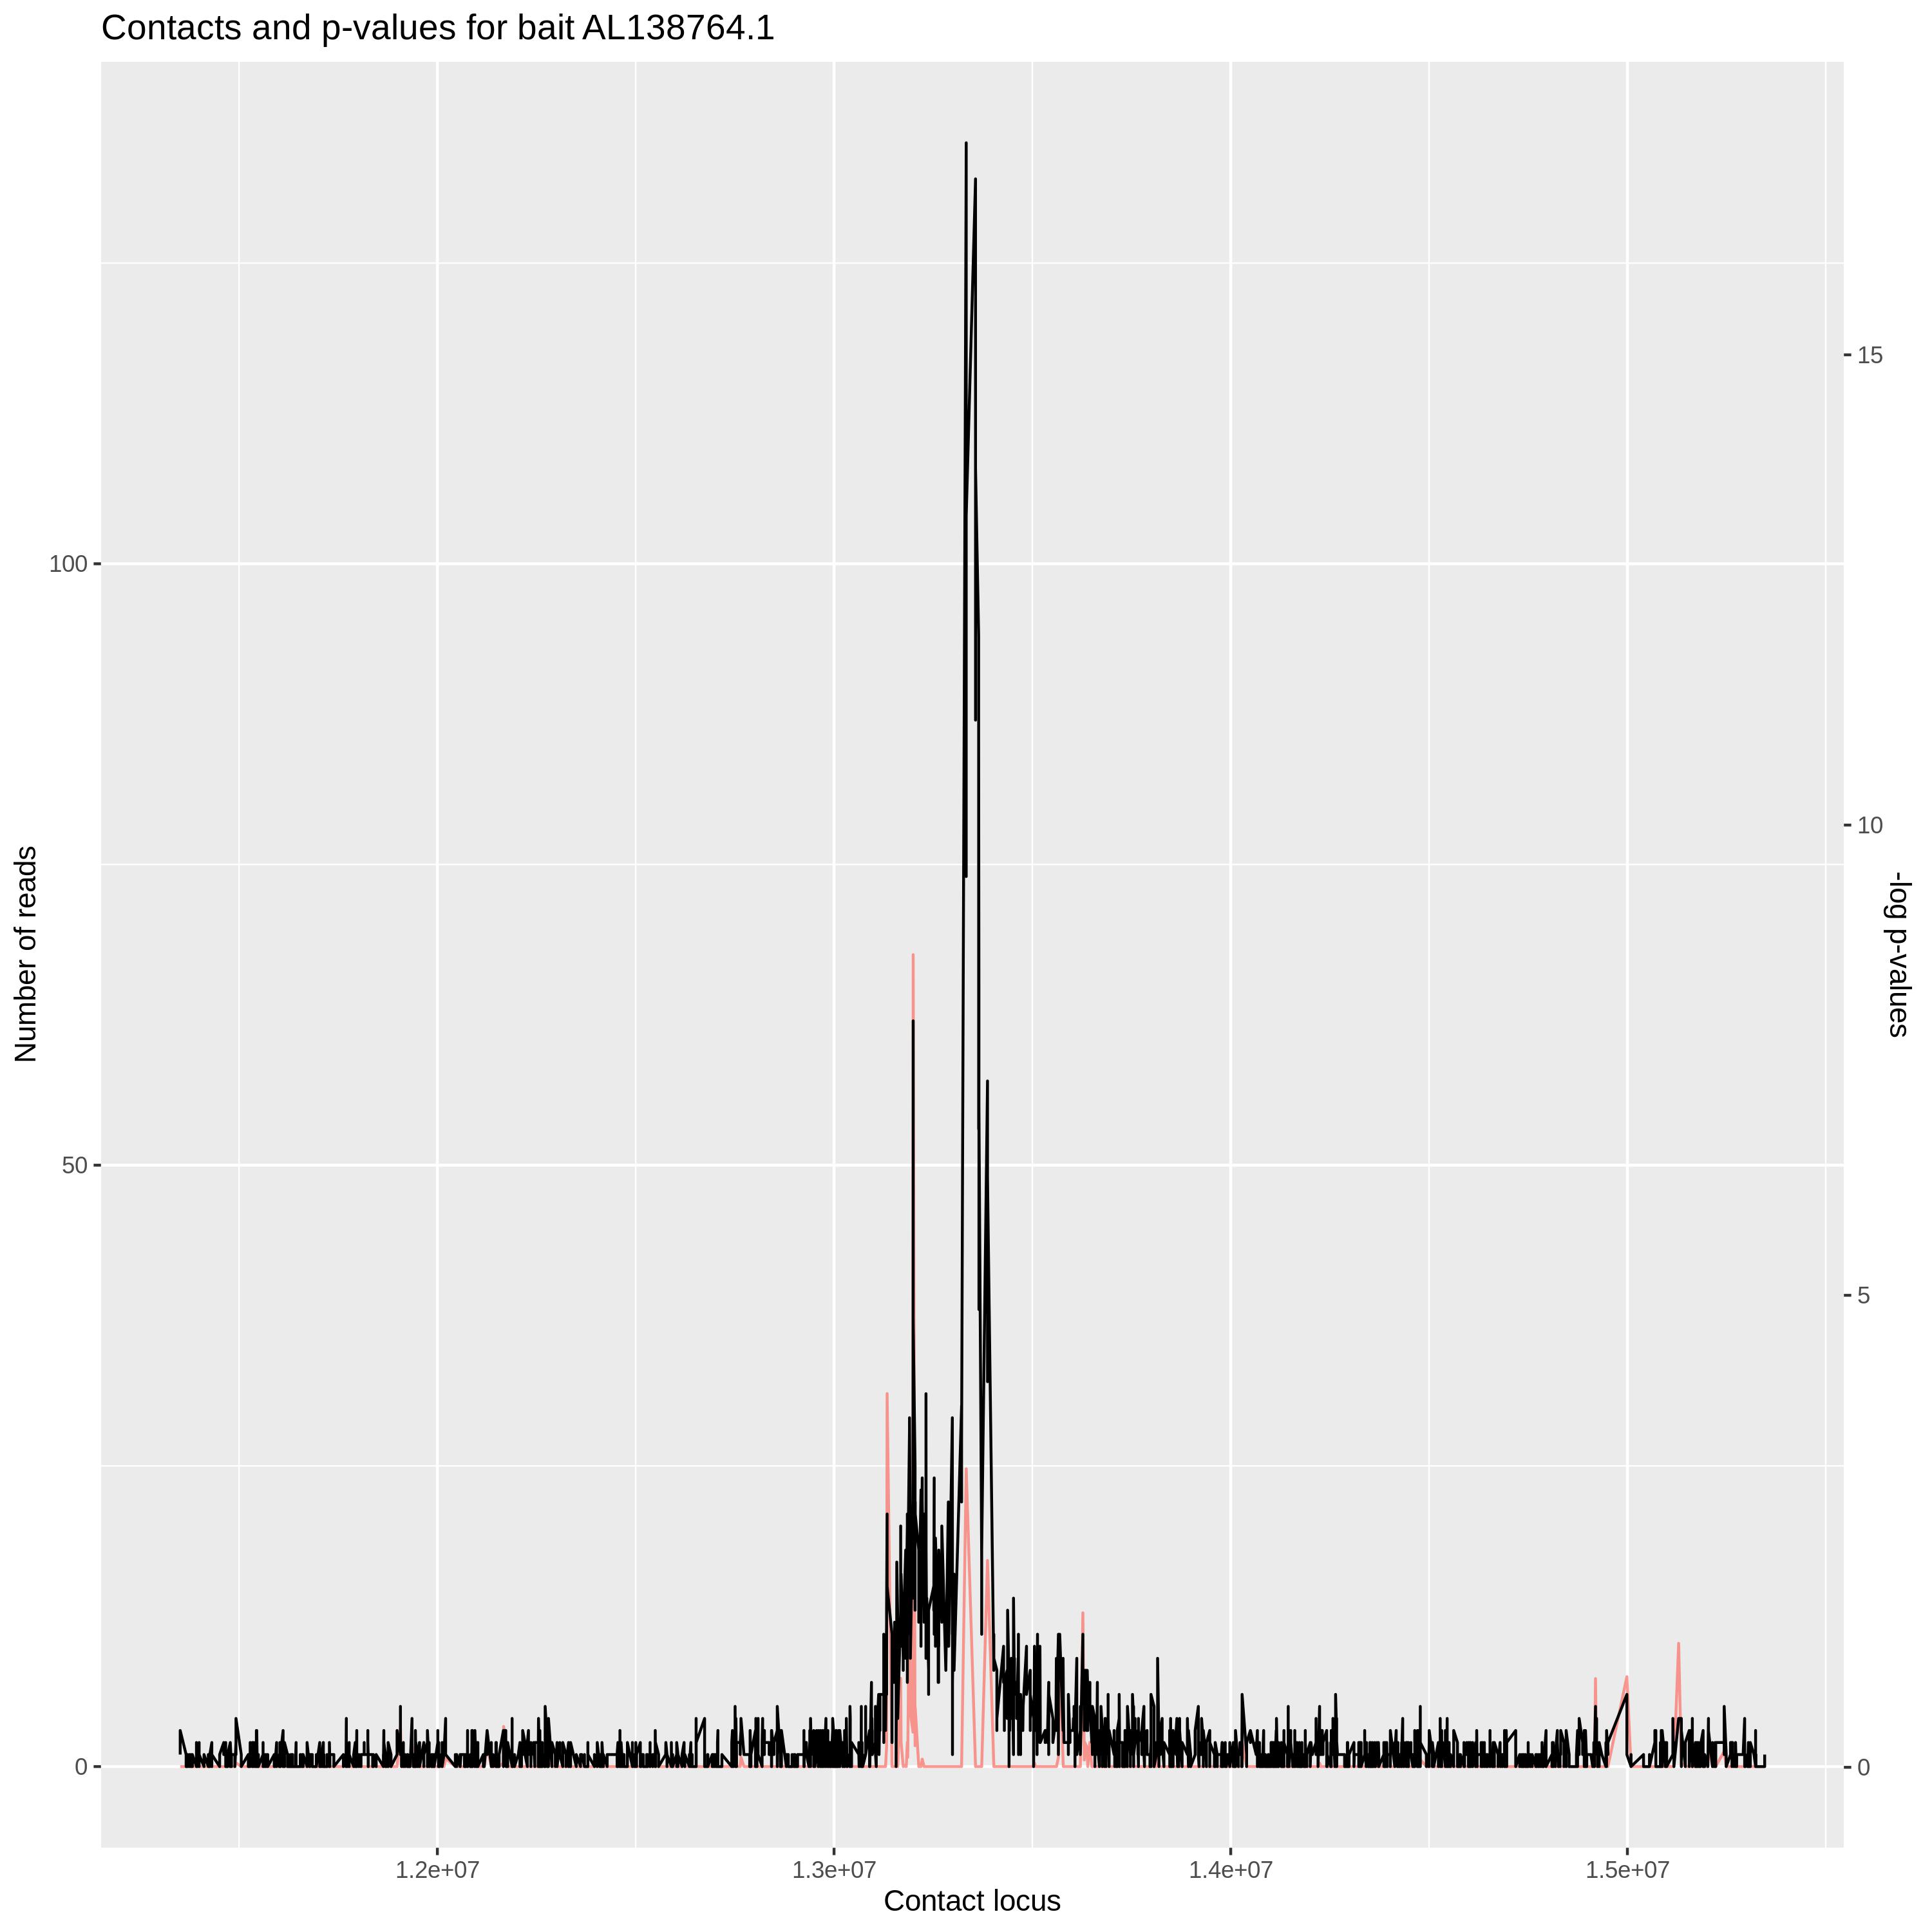 Contacts and p-values for bait AL138764.1
Number of reads
100
50
0
15
10
5
0
-log p-values
1.2e+07
1.3e+07
1.4e+07
1.5e+07
Contact locus